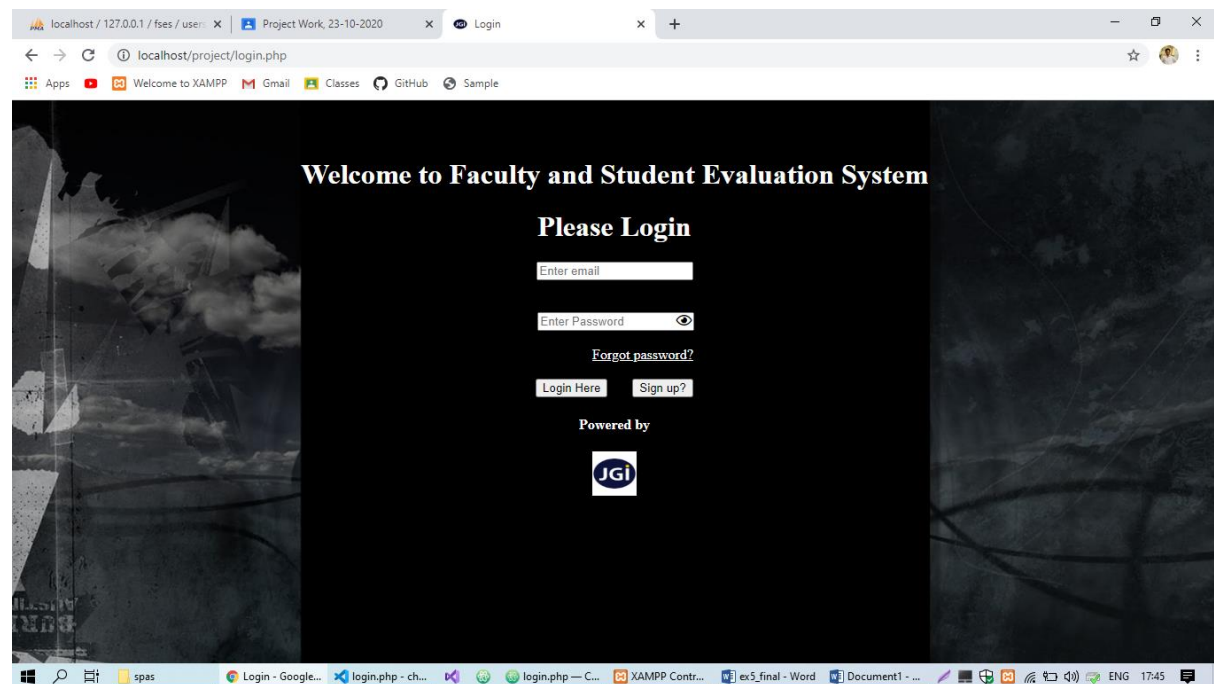 localhost / 127.0.0.1 / fses / user
Project Work, 23-10-2020
Login
localhost/project/login.php
Apps
Welcome to XAMPP
Gmail
Classes
GitHub
Sample
Welcome to Faculty and Student Evaluation System
Please Login
Enter email
Enter Password
Forgot password?
Login Here
Sign up?
Powered by
JGi
spas
Login - Google...
login.php - ch...
login.php — C...
XAMPP Contr...
ex5_final - Word
Document1 - ...
ENG
17:45